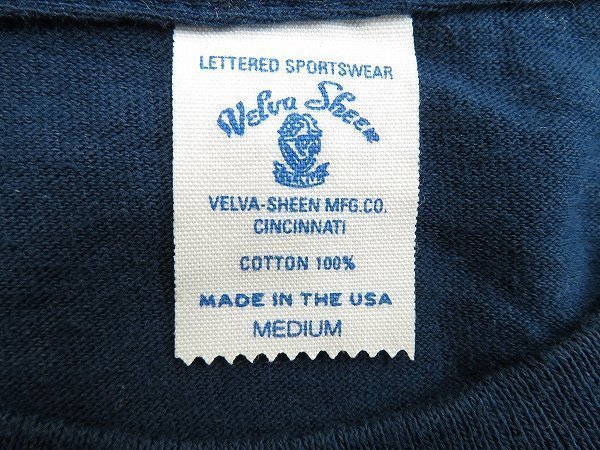 LETTERED SPORTSWEAR
Velva Sheen
VELVA-SHEEN MFG.CO.
CINCINNATI
COTTON 100%
MADE IN THE USA
MEDIUM